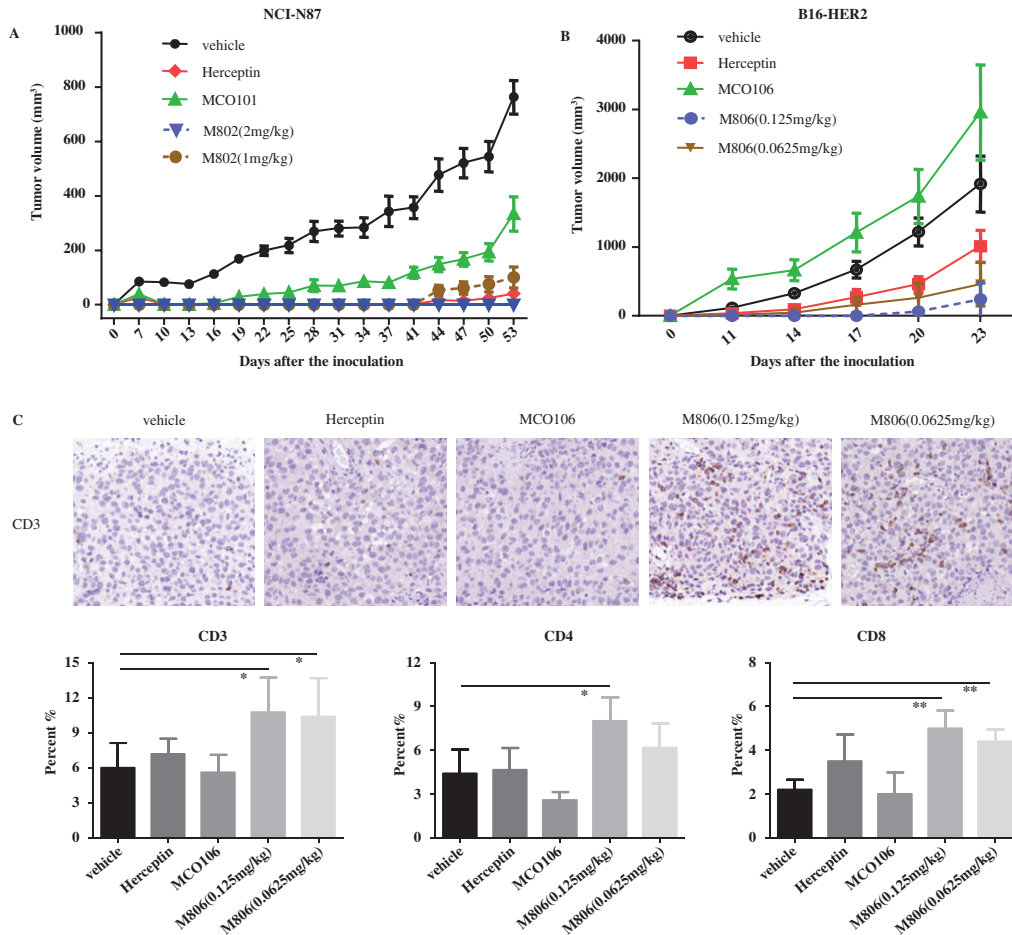 NCI-N87
A
1000
800
600
400
200
0
Tumor volume (mm³)
vehicle
Herceptin
MCO101
M802(2mg/kg)
M802(1mg/kg)
0 7 10 13 16 19 22 25 28 31 34 37 41 44 47 50 53
Days after the inoculation
B16-HER2
B
4000
3000
2000
1000
0
Tumor volume (mm³)
vehicle
Herceptin
MCO106
M806(0.125mg/kg)
M806(0.0625mg/kg)
0 11 14 17 20 23
Days after the inoculation
C
vehicle Herceptin MCO106 M806(0.125mg/kg) M806(0.0625mg/kg)
CD3
CD3
15
12
9
6
3
0
Percent%
*
*
vehicle
Herceptin
MCO106
M806(0.125mg/kg)
M806(0.0625mg/kg)
CD4
12
9
6
3
0
Percent%
*
vehicle
Herceptin
MCO106
M806(0.125mg/kg)
M806(0.0625mg/kg)
CD8
8
6
4
2
0
Percent%
**
**
vehicle
Herceptin
MCO106
M806(0.125mg/kg)
M806(0.0625mg/kg)